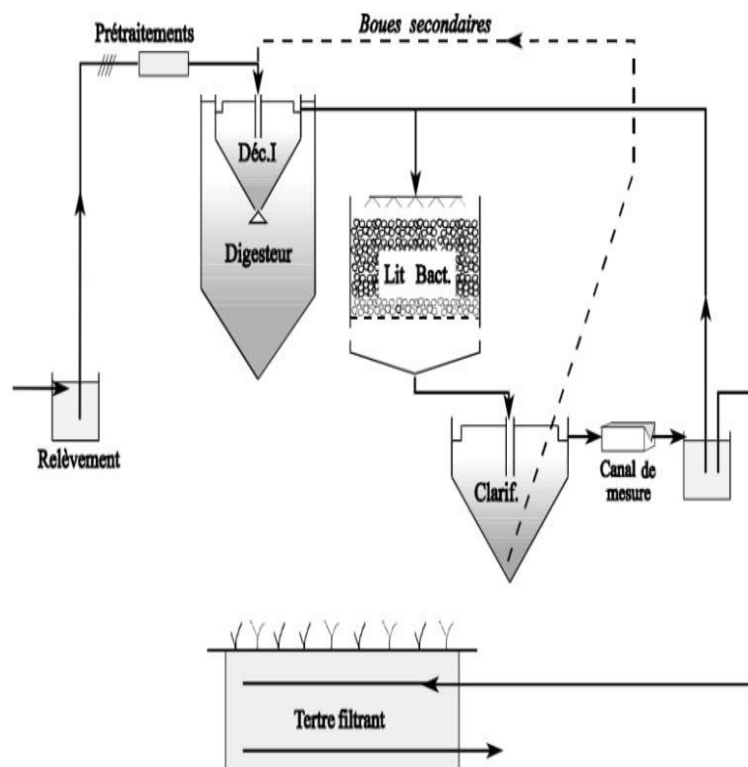 Boues secondaires
Prétraitements
Déc.I
Digesteur
Lit Bact.
Relèvement
Clarif.
Canal de
mesure
Tertre filtrant